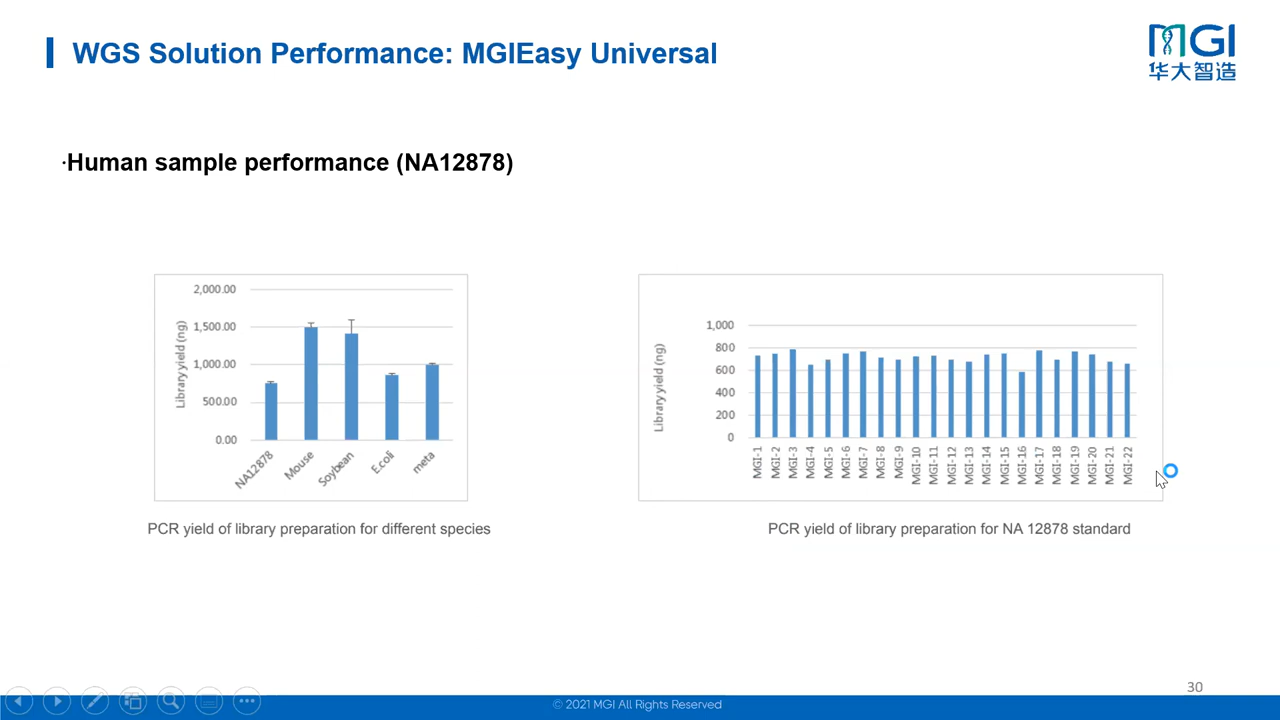 WGS Solution Performance: MGIEasy Universal
MGI
华大智造
·Human sample performance (NA12878)
2,000.00
1,500.00
1,000.00
500.00
0.00
Library yield (ng)
NA12878
Mouse
Soybean
E.coli
meta
PCR yield of library preparation for different species
1,000
800
600
400
200
0
Library yield (ng)
MGI-1
MGI-2
MGI-3
MGI-4
MGI-5
MGI-6
MGI-7
MGI-8
MGI-9
MGI-10
MGI-11
MGI-12
MGI-13
MGI-14
MGI-15
MGI-16
MGI-17
MGI-18
MGI-19
MGI-20
MGI-21
MGI-22
PCR yield of library preparation for NA 12878 standard
30
© 2021 MGI All Rights Reserved